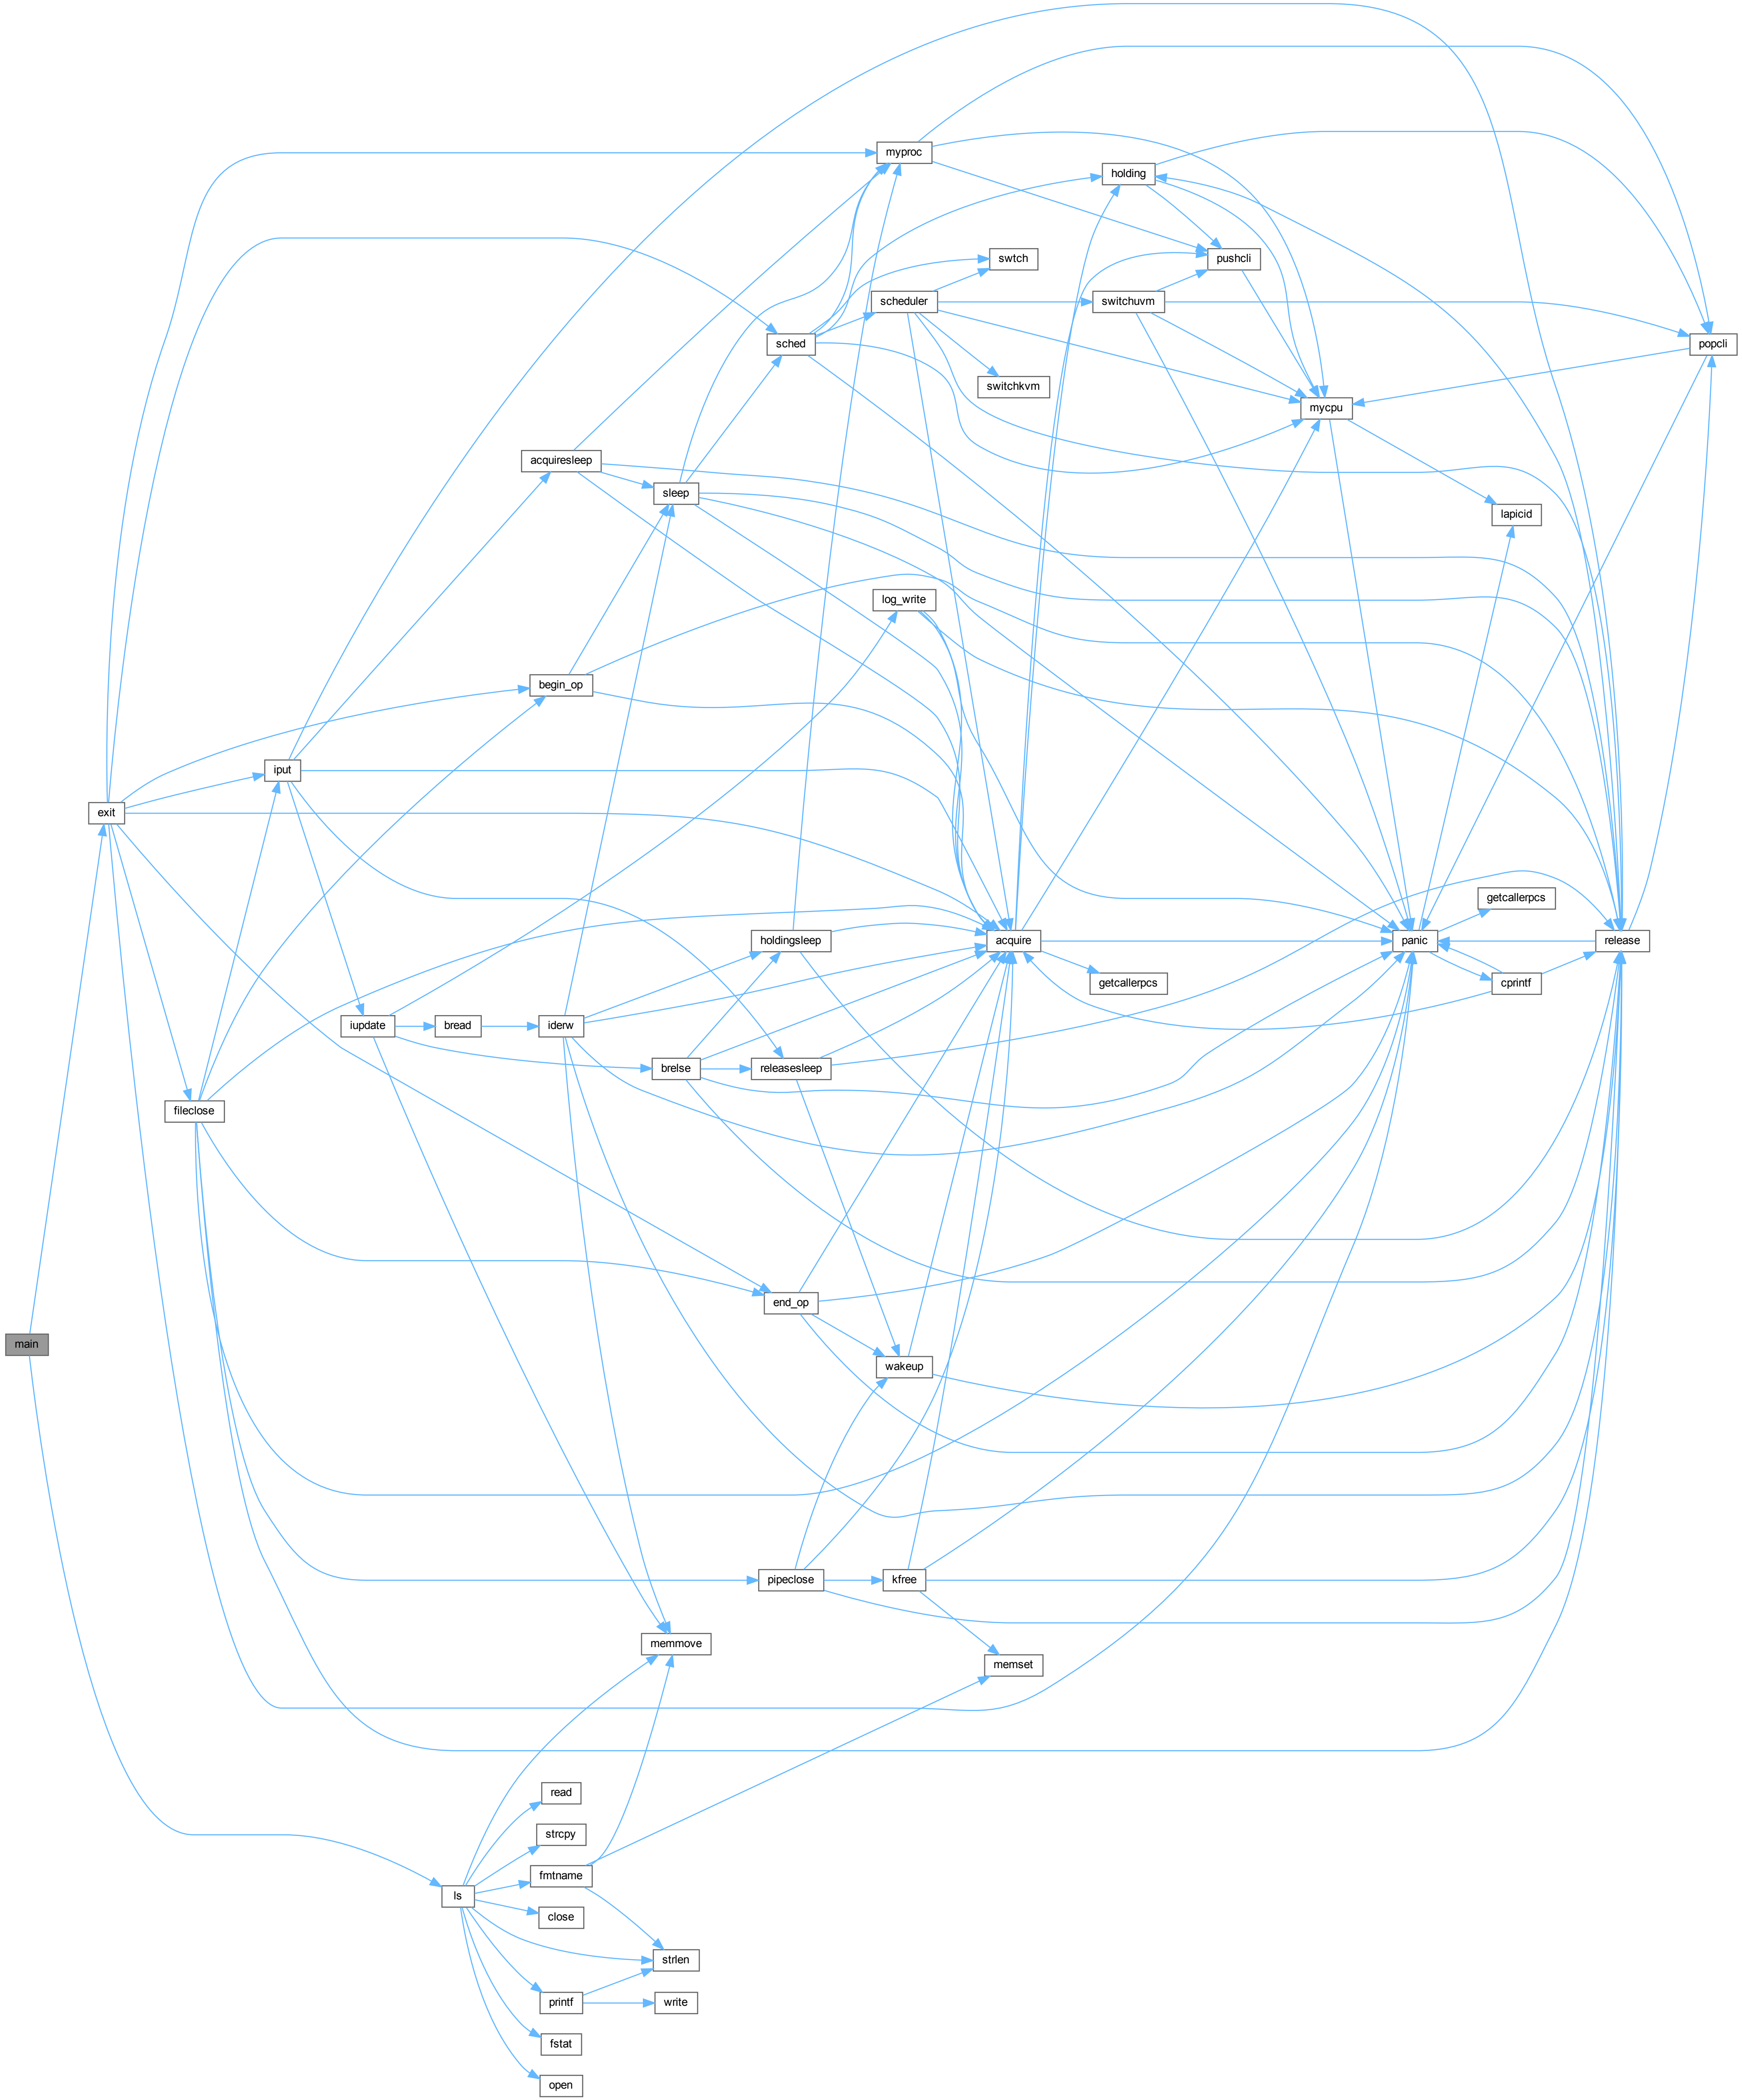 myproc
holding
swtch
pushcli
scheduler
switchuvm
sched
popcli
switchkvm
mycpu
acquiresleep
sleep
lapicid
log_write
begin_op
iput
exit
getcallerpcs
holdingsleep
acquire
panic
release
getcallerpcs
cprintf
iupdate
bread
iderw
brelse
releasesleep
fileclose
end_op
main
wakeup
pipeclose
kfree
memmove
memset
read
strcpy
fmtname
ls
close
strlen
printf
write
fstat
open